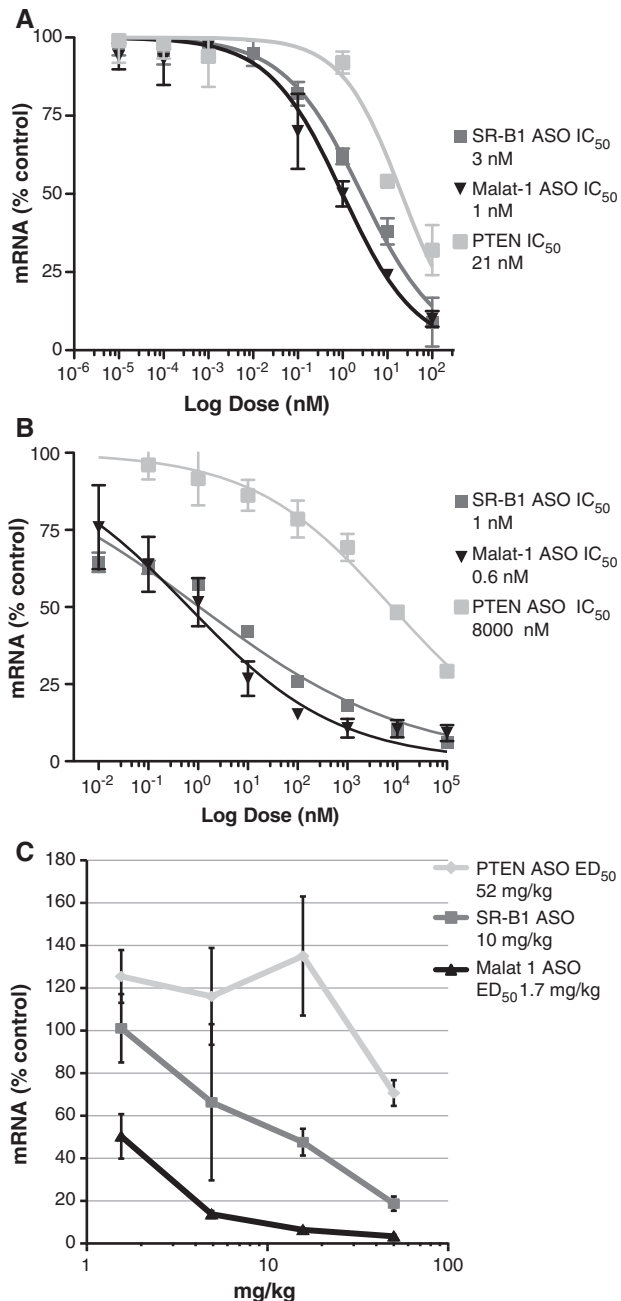 A
mRNA (% control)
100
75
50
25
0
10⁻⁶ 10⁻⁵ 10⁻⁴ 10⁻³ 10⁻² 10⁻¹ 10⁰ 10¹ 10²
Log Dose (nM)
SR-B1 ASO IC₅₀
3 nM
Malat-1 ASO IC₅₀
1 nM
PTEN IC₅₀
21 nM
B
mRNA (% control)
100
75
50
25
0
10⁻² 10⁻¹ 10⁰ 10¹ 10² 10³ 10⁴ 10⁵
Log Dose (nM)
SR-B1 ASO IC₅₀
1 nM
Malat-1 ASO IC₅₀
0.6 nM
PTEN ASO IC₅₀
8000 nM
C
mRNA (% control)
180
160
140
120
100
80
60
40
20
0
1 10 100
mg/kg
PTEN ASO ED₅₀
52 mg/kg
SR-B1 ASO
10 mg/kg
Malat 1 ASO
ED₅₀ 1.7 mg/kg